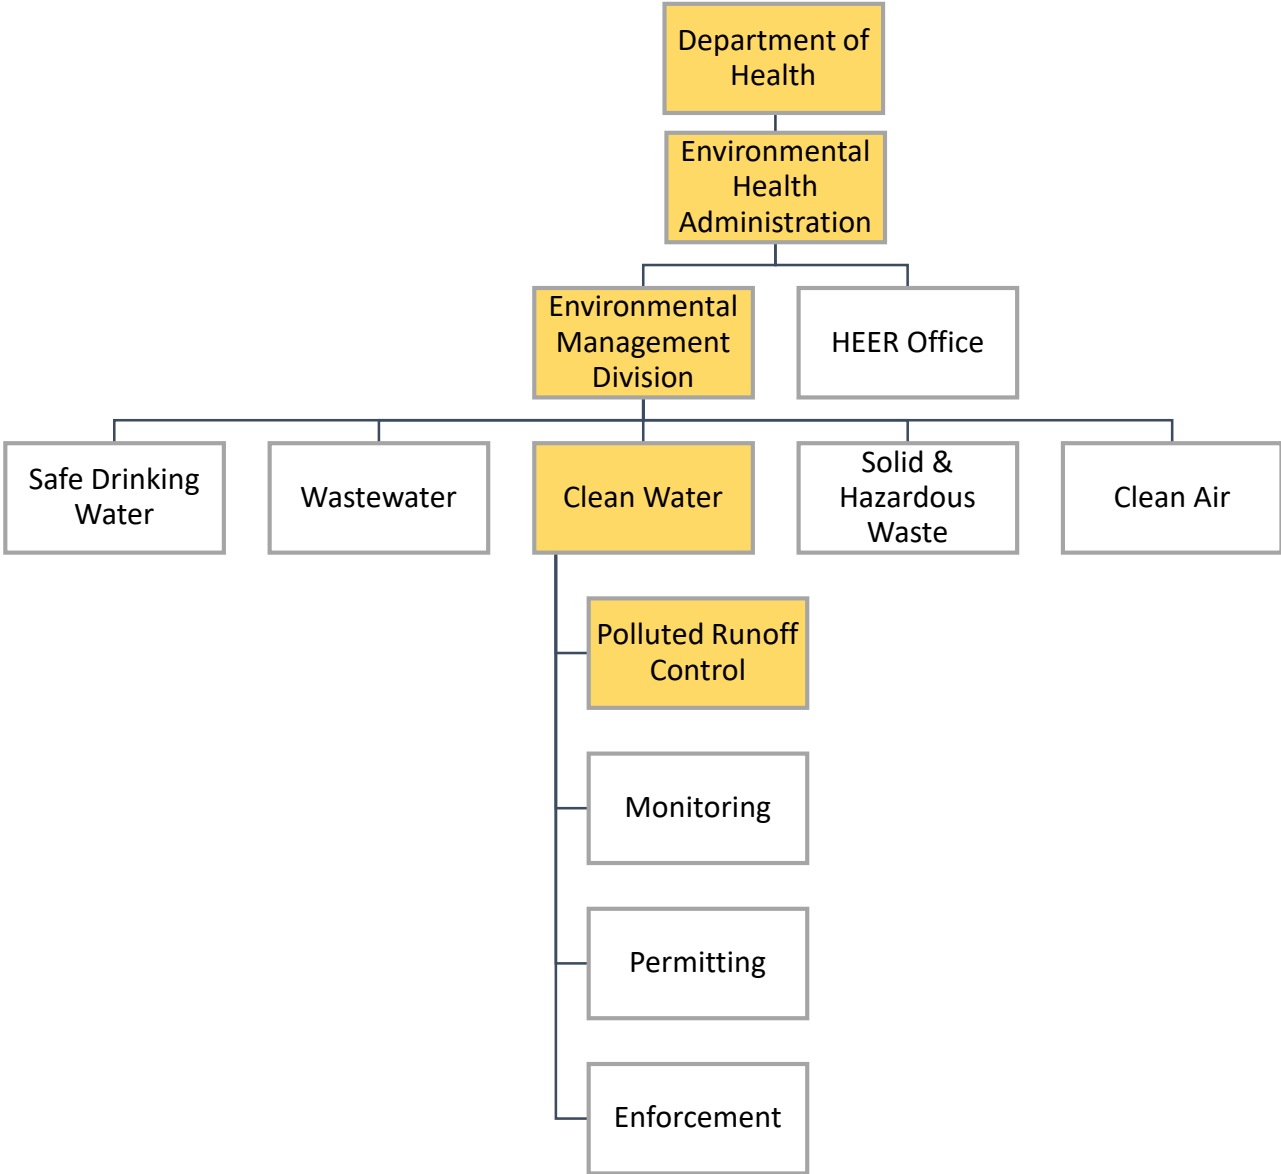 Department of
Health
Environmental
Health
Administration
Environmental
Management
Division
HEER Office
Safe Drinking
Water
Wastewater
Clean Water
Solid &
Hazardous
Waste
Clean Air
Polluted Runoff
Control
Monitoring
Permitting
Enforcement